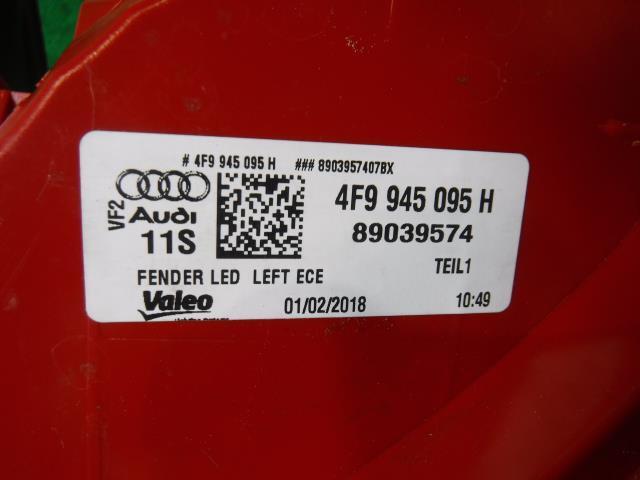 # 4F9 945 095 H ### 8903957407BX
VF2
Audi
11S
4F9 945 095 H
89039574
TEIL1
FENDER LED LEFT ECE
Valeo
01/02/2018
10:49